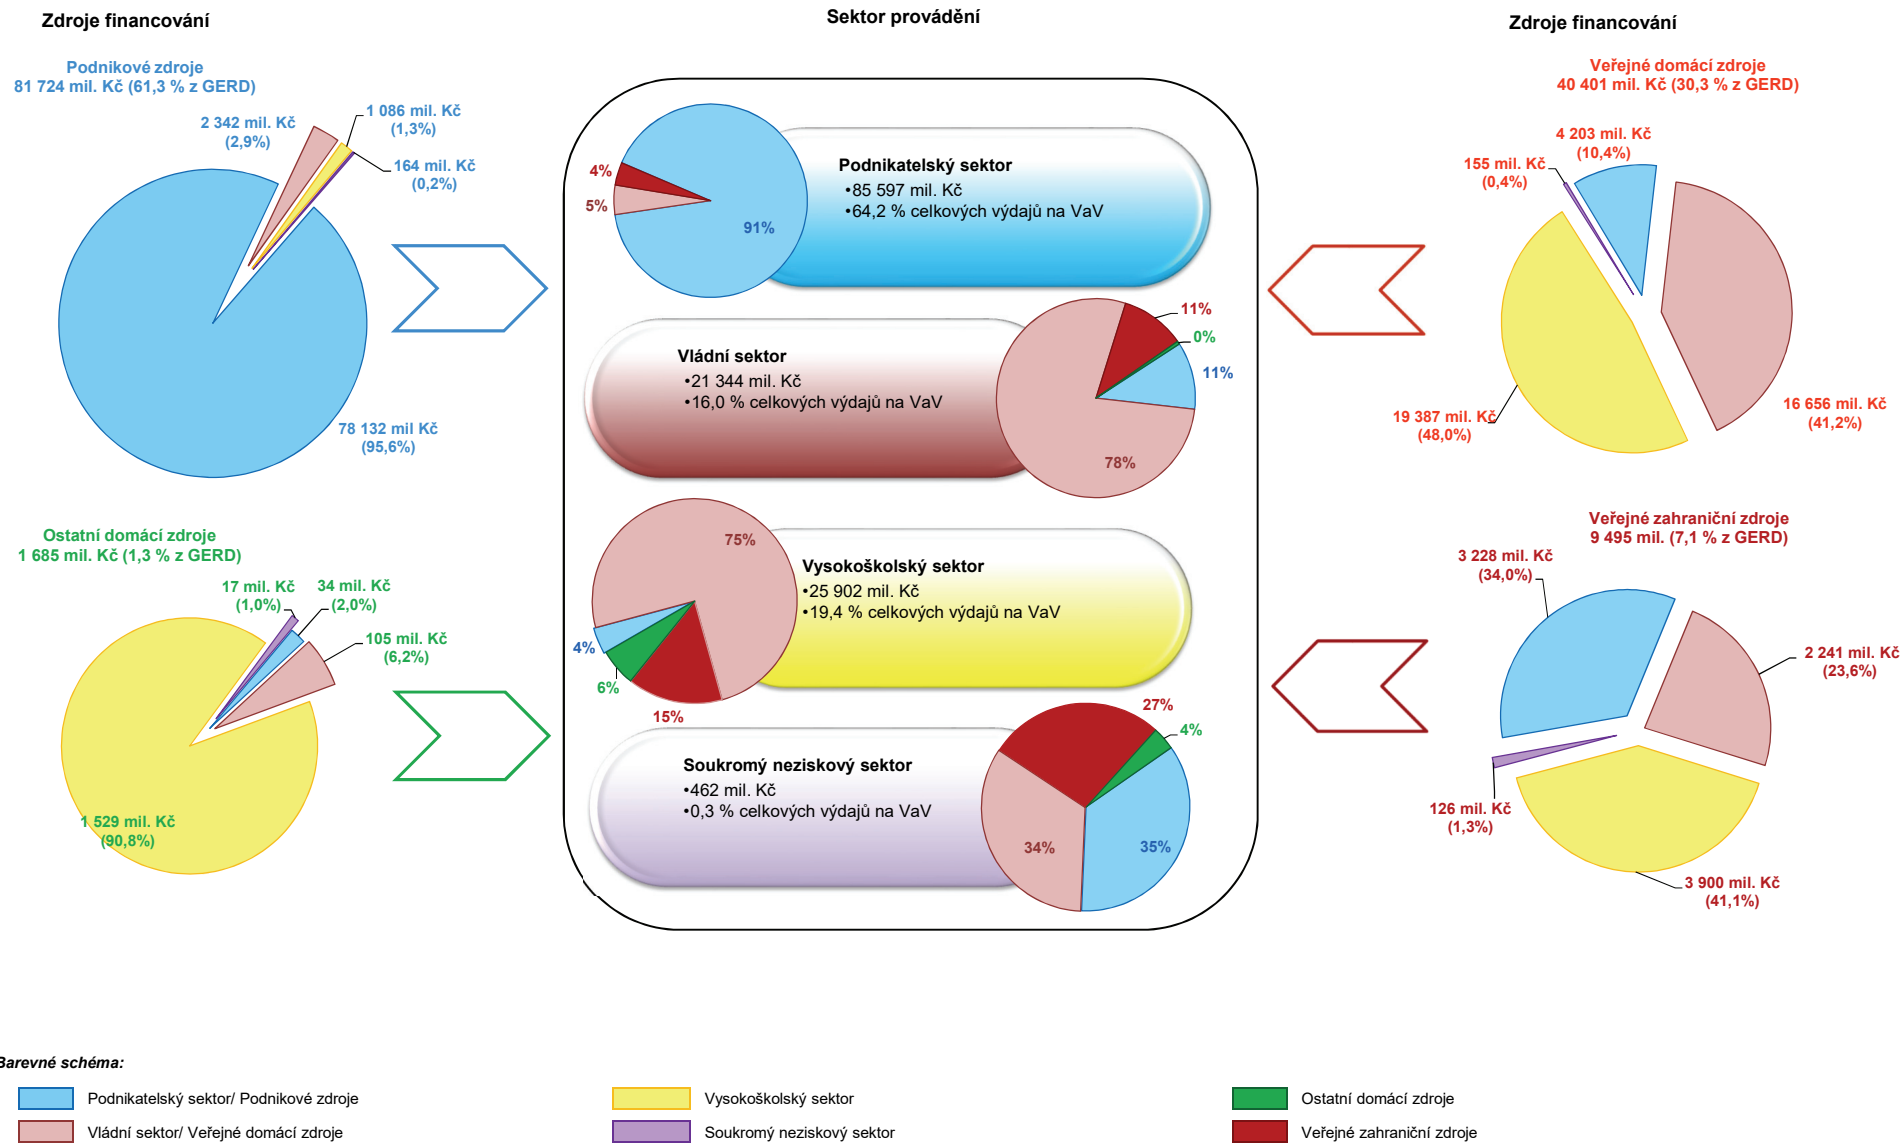 Zdroje financování
Sektor provádění
Zdroje financování
Podnikové zdroje
81 724 mil. Kč (61,3 % z GERD)
2 342 mil. Kč
(2,9%)
1 086 mil. Kč
(1,3%)
164 mil. Kč
(0,2%)
78 132 mil Kč
(95,6%)
Ostatní domácí zdroje
1 685 mil. Kč (1,3 % z GERD)
17 mil. Kč
(1,0%)
34 mil. Kč
(2,0%)
105 mil. Kč
(6,2%)
1 529 mil. Kč
(90,8%)
4%
5%
91%
Podnikatelský sektor
•85 597 mil. Kč
•64,2 % celkových výdajů na VaV
Vládní sektor
•21 344 mil. Kč
•16,0 % celkových výdajů na VaV
11%
0%
11%
78%
75%
4%
6%
15%
Vysokoškolský sektor
•25 902 mil. Kč
•19,4 % celkových výdajů na VaV
Soukromý neziskový sektor
•462 mil. Kč
•0,3 % celkových výdajů na VaV
27%
4%
34%
35%
Veřejné domácí zdroje
40 401 mil. Kč (30,3 % z GERD)
4 203 mil. Kč
(10,4%)
155 mil. Kč
(0,4%)
19 387 mil. Kč
(48,0%)
16 656 mil. Kč
(41,2%)
Veřejné zahraniční zdroje
9 495 mil. (7,1 % z GERD)
3 228 mil. Kč
(34,0%)
2 241 mil. Kč
(23,6%)
126 mil. Kč
(1,3%)
3 900 mil. Kč
(41,1%)
Barevné schéma:
Podnikatelský sektor/ Podnikové zdroje
Vysokoškolský sektor
Ostatní domácí zdroje
Vládní sektor/ Veřejné domácí zdroje
Soukromý neziskový sektor
Veřejné zahraniční zdroje